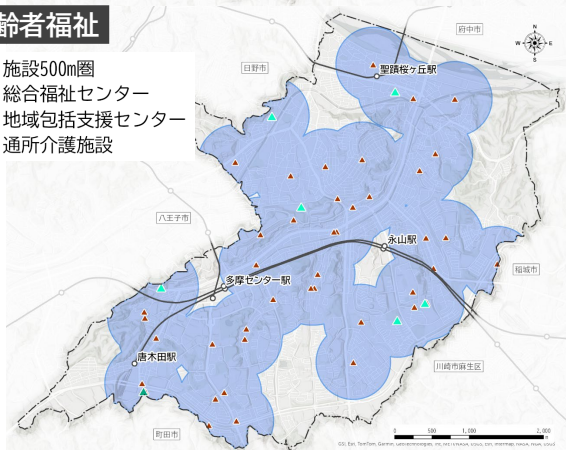 齢者福祉
施設500m圏
総合福祉センター
地域包括支援センター
通所介護施設
府中市
N
W
E
S
日野市
聖蹟桜ヶ丘駅
八王子市
永山駅
稲城市
多摩センター駅
唐木田駅
川崎市麻生区
町田市
0 500 1,000 2,000